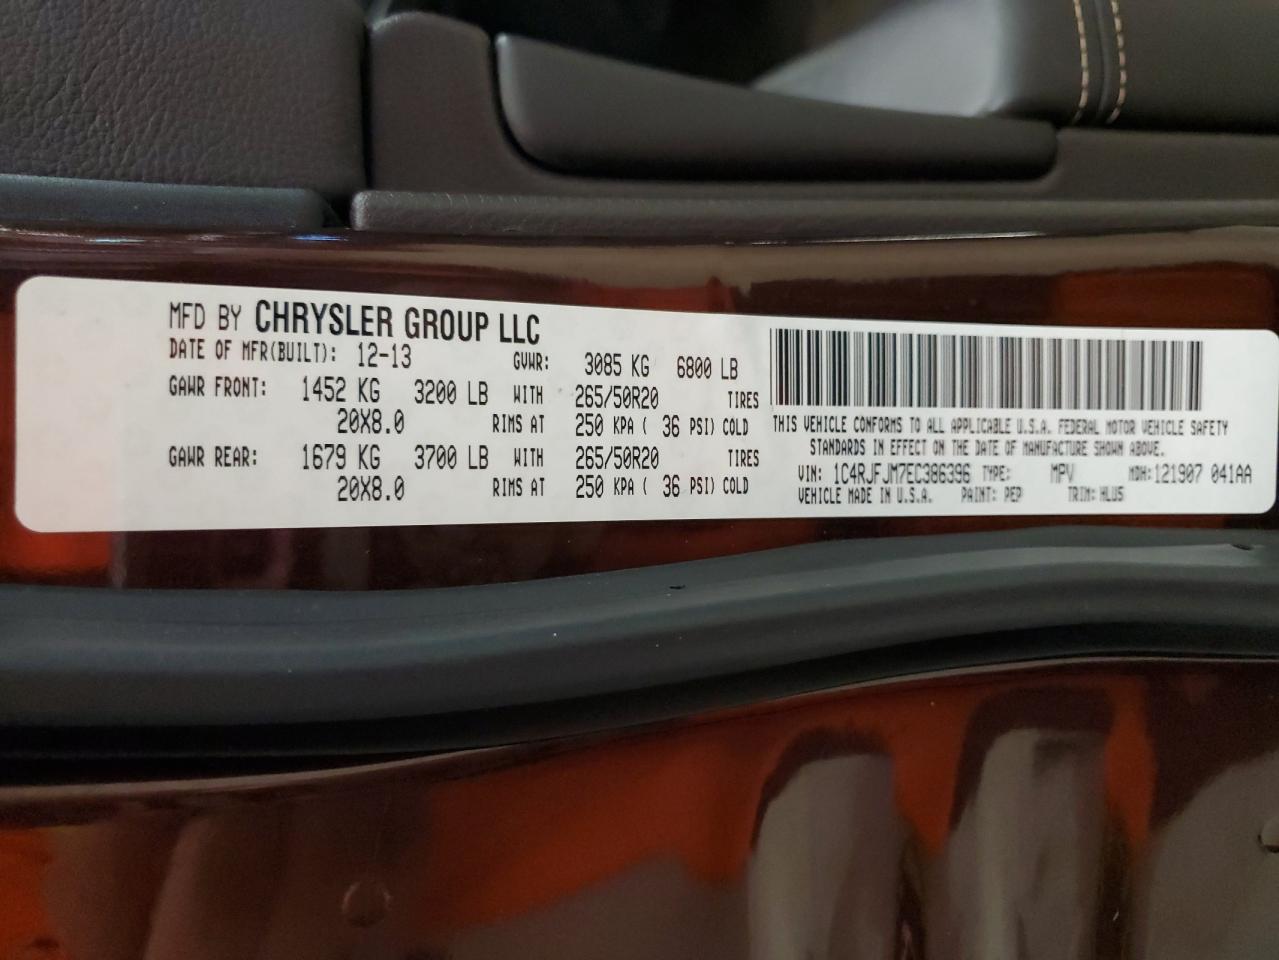 MFD BY CHRYSLER GROUP LLC
DATE OF MFR(BUILT): 12-13 GVWR: 3085 KG 6800 LB
GAWR FRONT: 1452 KG 3200 LB WITH 265/50R20 TIRES
20X8.0 RIMS AT 250 KPA ( 36 PSI) COLD
GAWR REAR: 1679 KG 3700 LB WITH 265/50R20 TIRES
20X8.0 RIMS AT 250 KPA ( 36 PSI) COLD
THIS VEHICLE CONFORMS TO ALL APPLICABLE U.S.A. FEDERAL MOTOR VEHICLE SAFETY
STANDARDS IN EFFECT ON THE DATE OF MANUFACTURE SHOWN ABOVE.
VIN: 1C4RJFJM7EC386396 TYPE: MPV MDH: 121907 041AA
VEHICLE MADE IN U.S.A. PAINT: PEP TRIM: HLU5